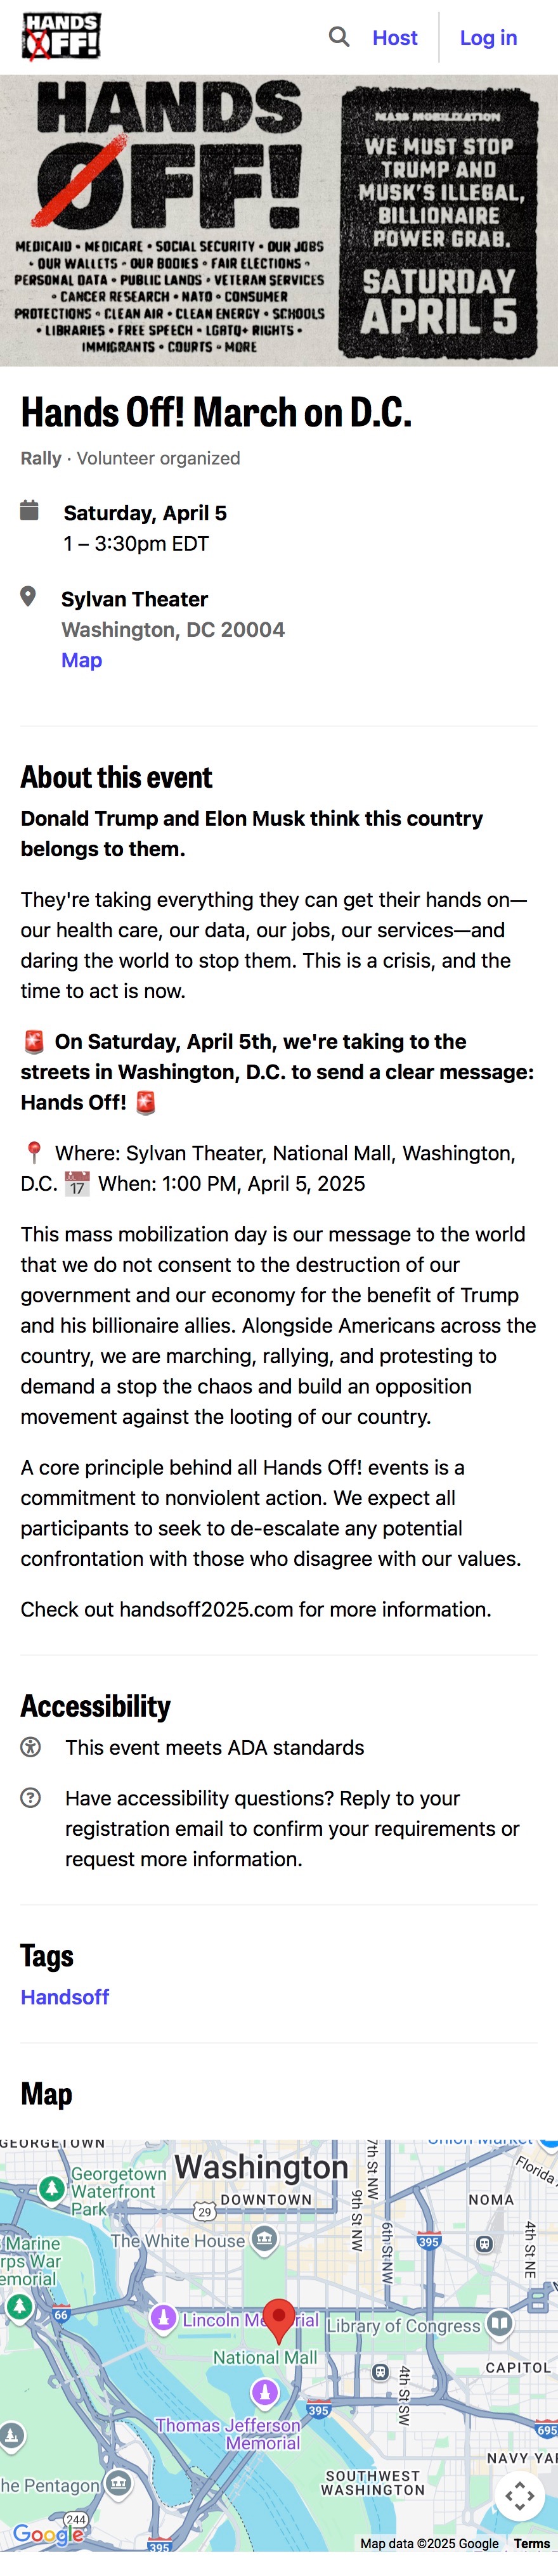 HANDS
OFF!
Host
Log in
HANDS
OFF!
MEDICAID • MEDICARE • SOCIAL SECURITY • OUR JOBS
• OUR WALLETS • OUR BODIES • FAIR ELECTIONS •
PERSONAL DATA • PUBLIC LANDS • VETERAN SERVICES
• CANCER RESEARCH • NATO • CONSUMER
PROTECTIONS • CLEAN AIR • CLEAN ENERGY • SCHOOLS
• LIBRARIES • FREE SPEECH • LGBTQ+ RIGHTS •
IMMIGRANTS • COURTS • MORE
MASS MOBILIZATION
WE MUST STOP
TRUMP AND
MUSK'S ILLEGAL,
BILLIONAIRE
POWER GRAB.
SATURDAY
APRIL 5
Hands Off! March on D.C.
Rally · Volunteer organized
Saturday, April 5
1 – 3:30pm EDT
Sylvan Theater
Washington, DC 20004
Map
About this event
Donald Trump and Elon Musk think this country
belongs to them.
They're taking everything they can get their hands on—
our health care, our data, our jobs, our services—and
daring the world to stop them. This is a crisis, and the
time to act is now.
🚨 On Saturday, April 5th, we're taking to the
streets in Washington, D.C. to send a clear message:
Hands Off! 🚨
📍 Where: Sylvan Theater, National Mall, Washington,
D.C. 📅 When: 1:00 PM, April 5, 2025
This mass mobilization day is our message to the world
that we do not consent to the destruction of our
government and our economy for the benefit of Trump
and his billionaire allies. Alongside Americans across the
country, we are marching, rallying, and protesting to
demand a stop the chaos and build an opposition
movement against the looting of our country.
A core principle behind all Hands Off! events is a
commitment to nonviolent action. We expect all
participants to seek to de-escalate any potential
confrontation with those who disagree with our values.
Check out handsoff2025.com for more information.
Accessibility
This event meets ADA standards
Have accessibility questions? Reply to your
registration email to confirm your requirements or
request more information.
Tags
Handsoff
Map
GEORGETOWN
Union Market
7th St NW
Florida
Washington
Georgetown
Waterfront
Park
29
DOWNTOWN
9th St NW
NOMA
Marine
rps War
emorial
The White House
6th St NW
395
4th St NE
66
Lincoln Memorial
Library of Congress
National Mall
CAPITOL
4th St SW
395
Thomas Jefferson
Memorial
695
NAVY YA
SOUTHWEST
WASHINGTON
he Pentagon
244
Google
395
Map data ©2025 Google
Terms